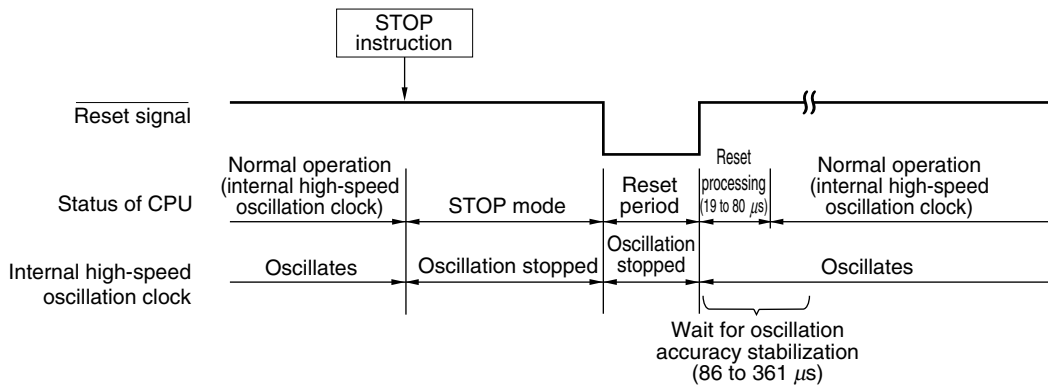 STOP
instruction
Reset signal
Status of CPU
Normal operation
(internal high-speed
oscillation clock)
STOP mode
Reset
period
Reset
processing
(19 to 80 μs)
Normal operation
(internal high-speed
oscillation clock)
Internal high-speed
oscillation clock
Oscillates
Oscillation stopped
Oscillation
stopped
Oscillates
Wait for oscillation
accuracy stabilization
(86 to 361 μs)